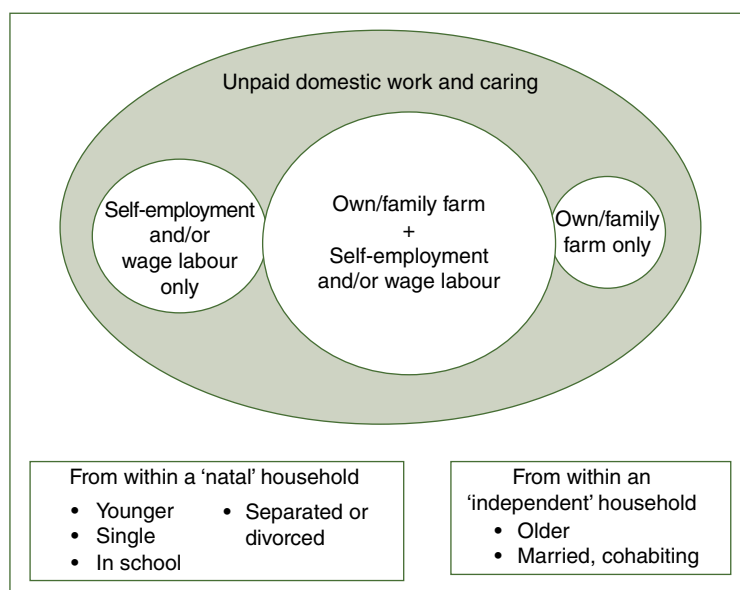 Unpaid domestic work and caring
Self-employment
and/or
wage labour
only
Own/family farm
+
Self-employment
and/or wage labour
Own/family
farm only
From within a ‘natal’ household
• Younger
• Single
• In school
• Separated or
divorced
From within an
‘independent’ household
• Older
• Married, cohabiting